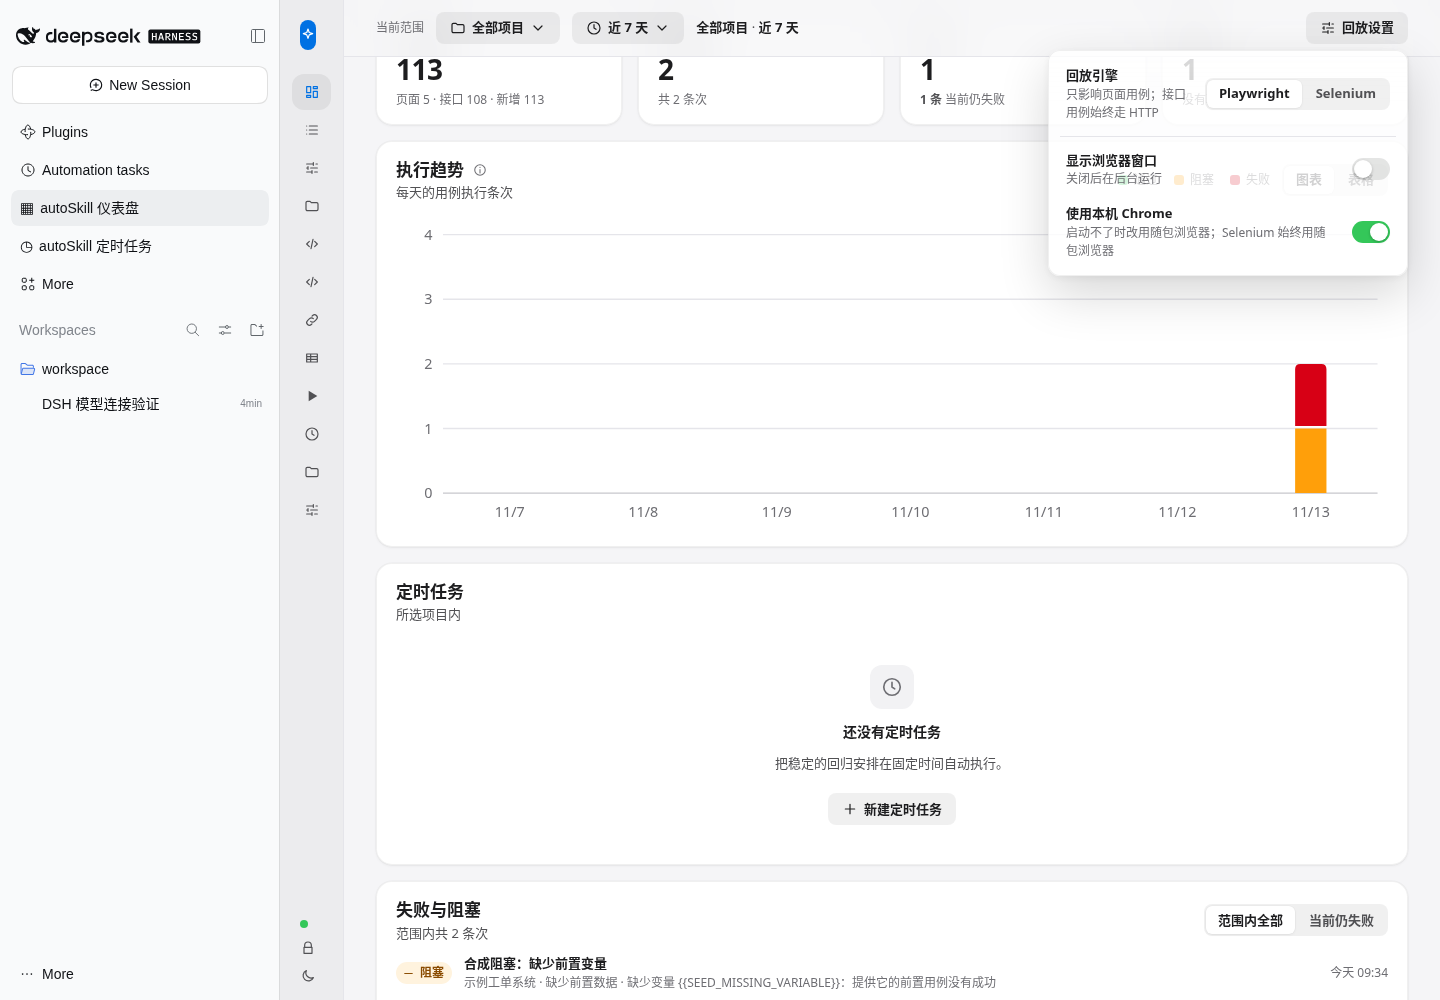 deepseek HARNESS
New Session
Plugins
Automation tasks
autoSkill 仪表盘
autoSkill 定时任务
More
Workspaces
workspace
DSH 模型连接验证 4min
More
当前范围 全部项目 近 7 天 全部项目 · 近 7 天 回放设置
113
页面 5 · 接口 108 · 新增 113
2
共 2 条次
1
1 条 当前仍失败
1
没有
回放引擎
只影响页面用例；接口
用例始终走 HTTP
Playwright Selenium
显示浏览器窗口
关闭后在后台运行
使用本机 Chrome
启动不了时改用随包浏览器；Selenium 始终用随
包浏览器
执行趋势
每天的用例执行条次
阻塞 失败 图表 表格
4
3
2
1
0
11/7 11/8 11/9 11/10 11/11 11/12 11/13
定时任务
所选项目内
还没有定时任务
把稳定的回归安排在固定时间自动执行。
新建定时任务
失败与阻塞
范围内共 2 条次
范围内全部 当前仍失败
阻塞 合成阻塞：缺少前置变量
示例工单系统 · 缺少前置数据 · 缺少变量 {{SEED_MISSING_VARIABLE}}：提供它的前置用例没有成功
今天 09:34